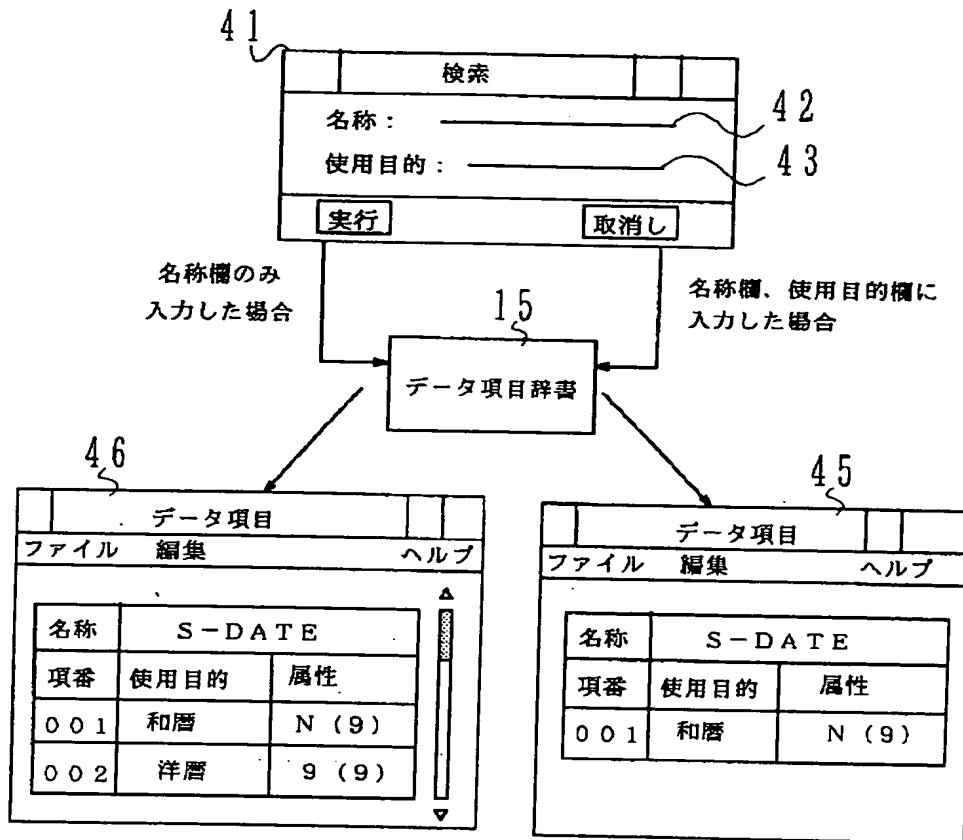 41
検索
名称：
42
使用目的：
43
実行
取消し
名称欄のみ
入力した場合
名称欄、使用目的欄に
入力した場合
15
データ項目辞書
46
データ項目
ファイル 編集 ヘルプ
名称 S－DATE
項番 使用目的 属性
001 和暦 N（9）
002 洋暦 9（9）
45
データ項目
ファイル 編集 ヘルプ
名称 S－DATE
項番 使用目的 属性
001 和暦 N（9）